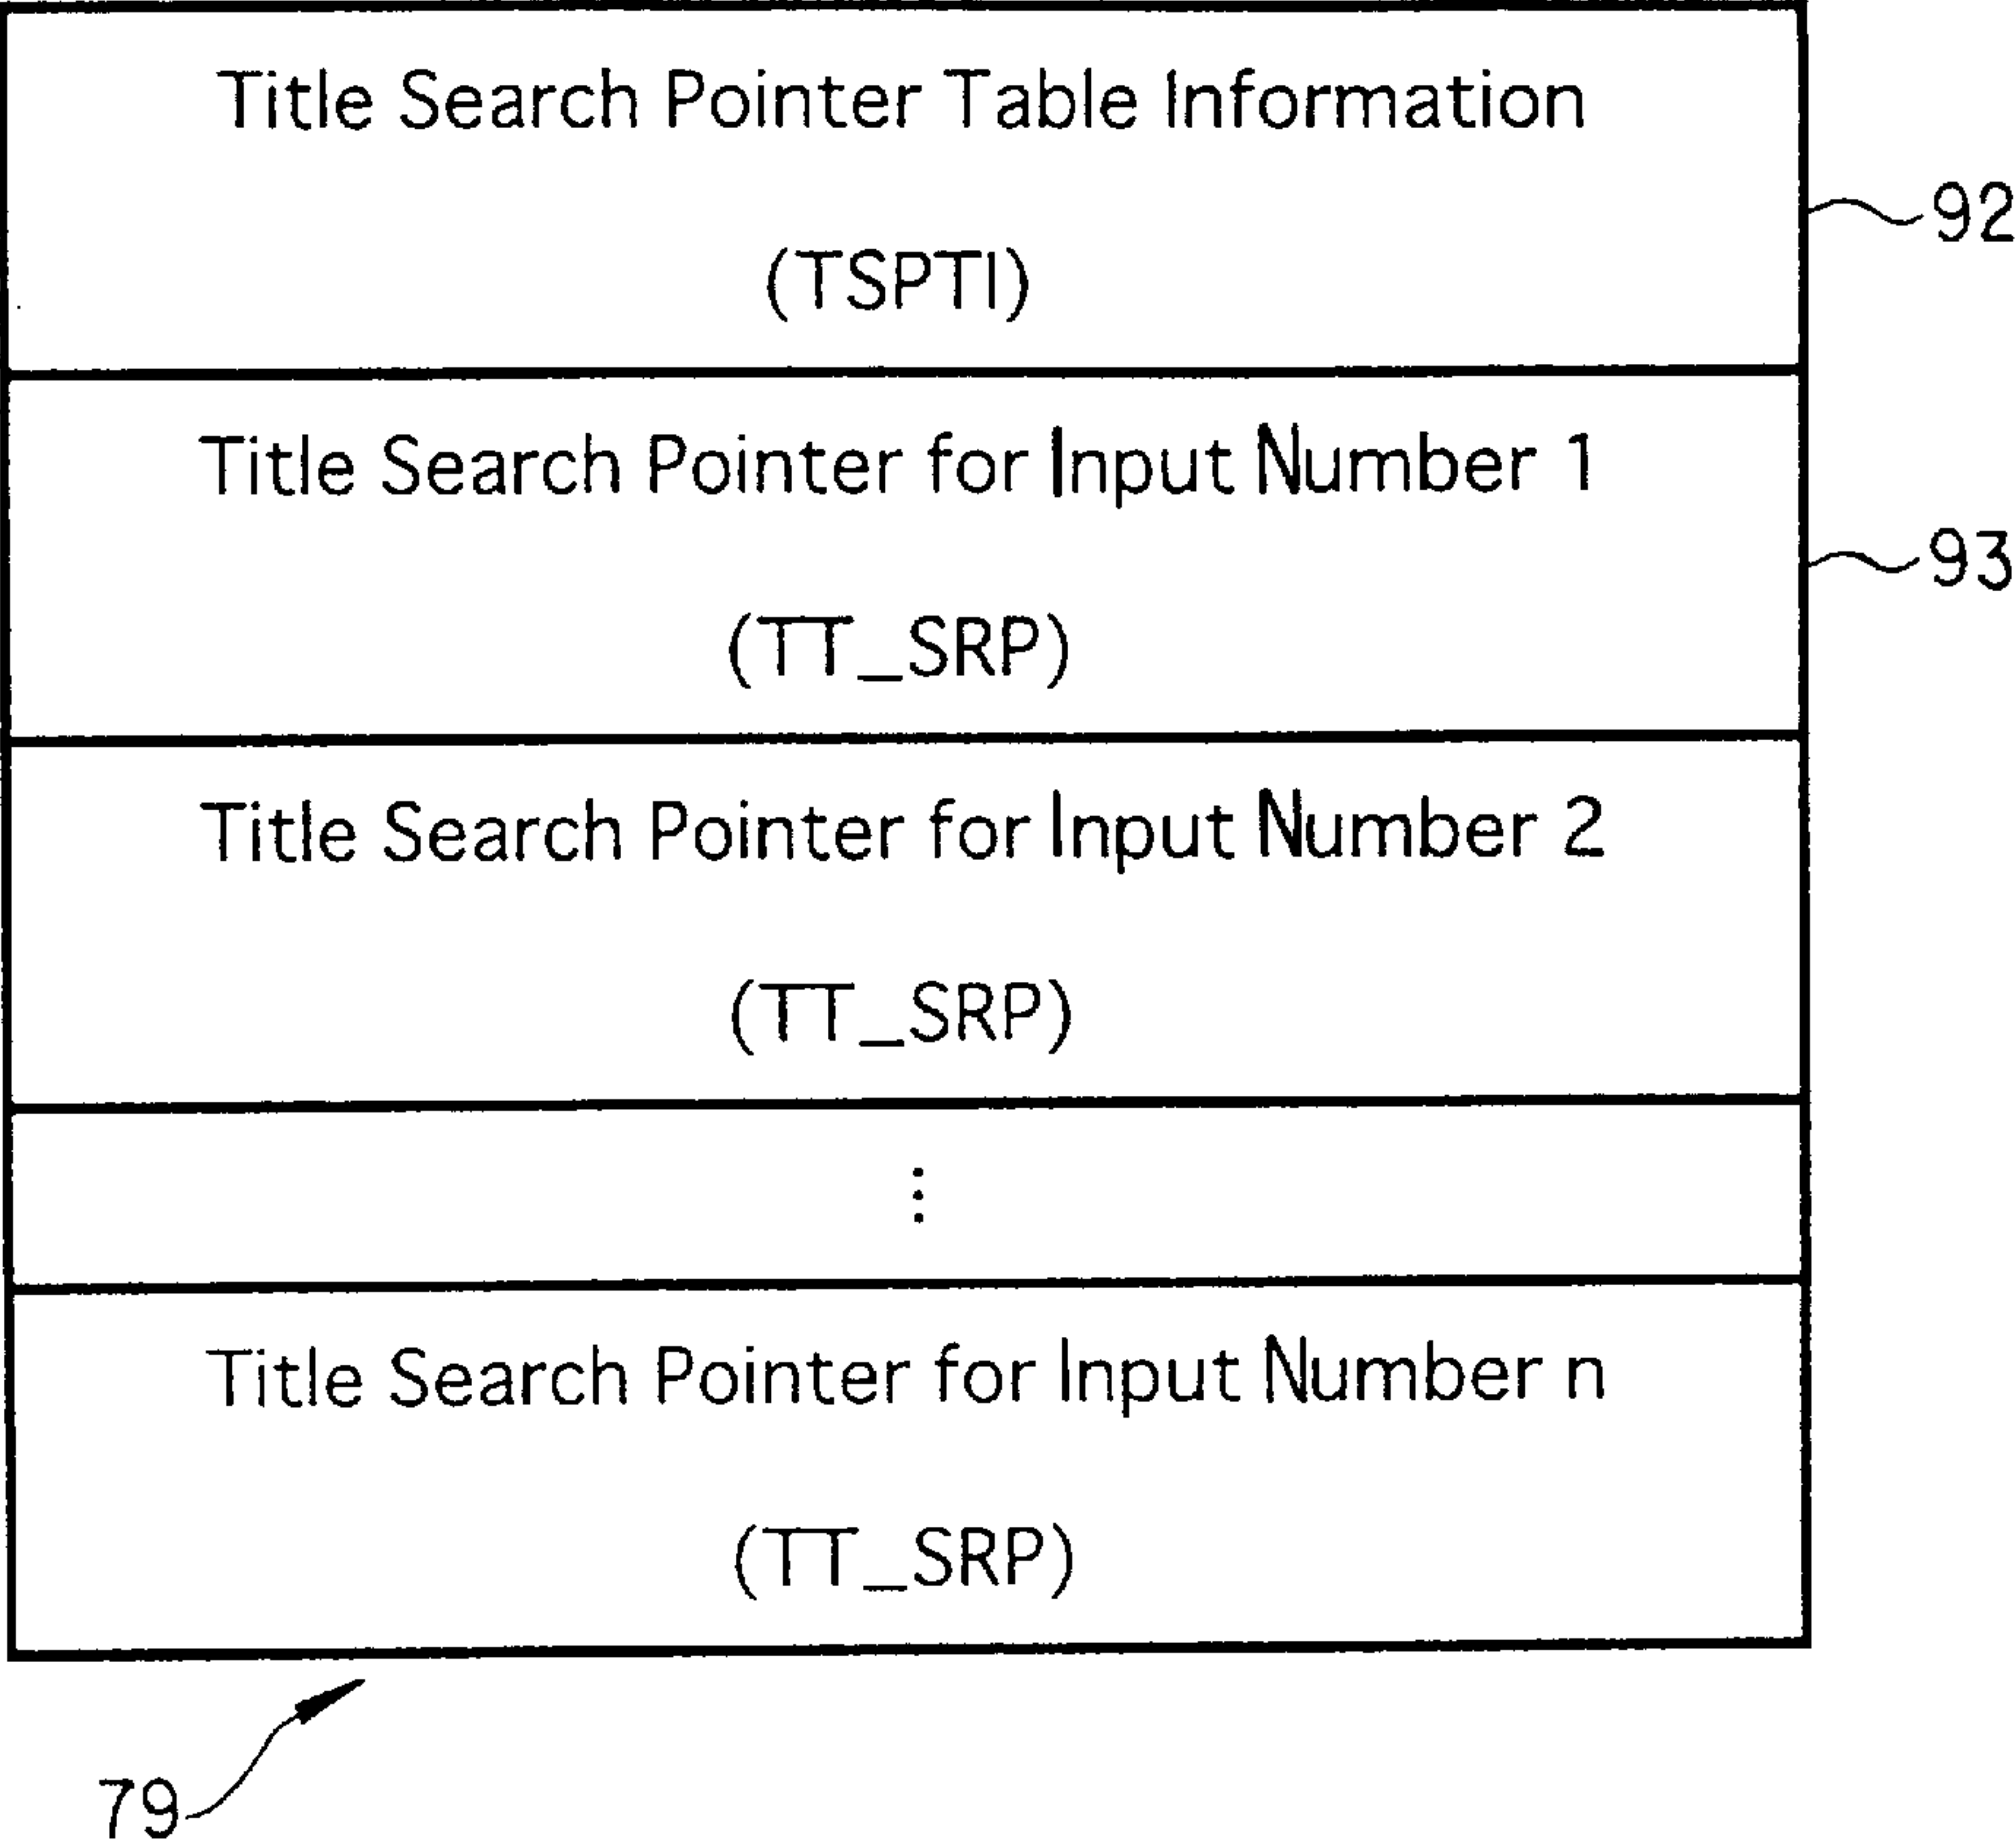 Title Search Pointer Table Information
(TSPTI)
92
Title Search Pointer for Input Number 1
(TT_SRP)
93
Title Search Pointer for Input Number 2
(TT_SRP)
⋮
Title Search Pointer for Input Number n
(TT_SRP)
79